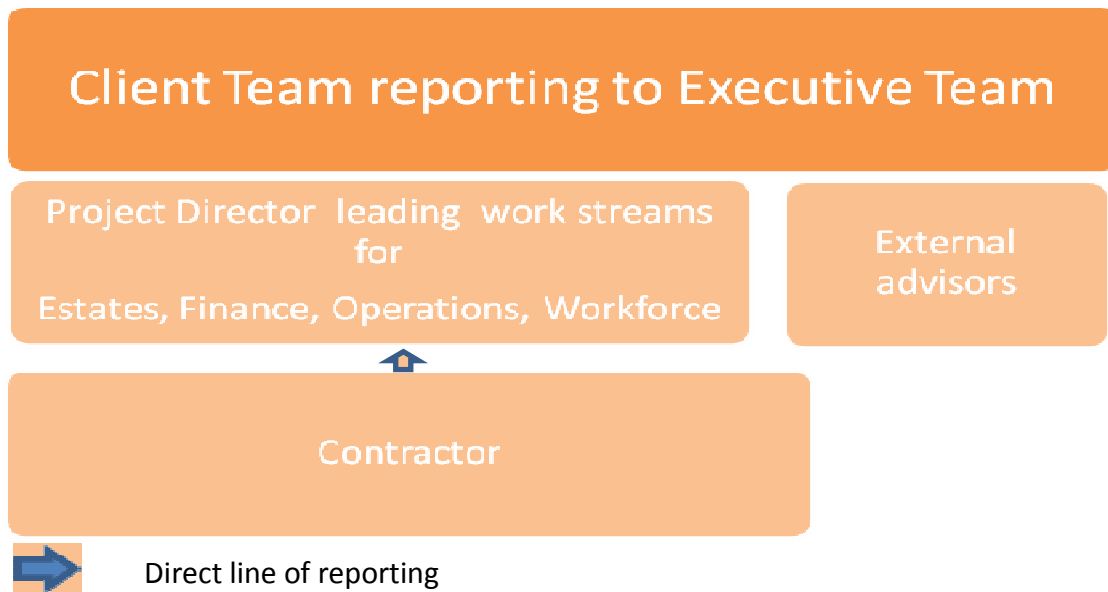 Client Team reporting to Executive Team
Project Director leading work streams
for
Estates, Finance, Operations, Workforce
External
advisors
Contractor
Direct line of reporting